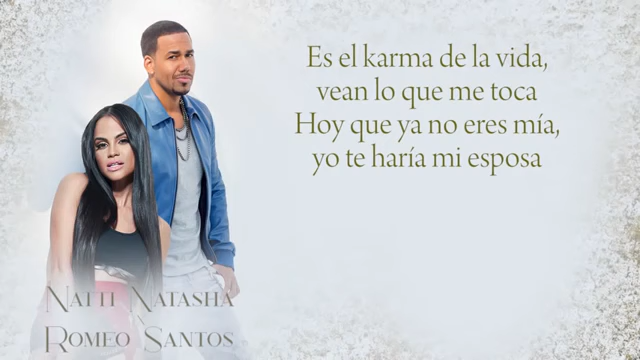 Es el karma de la vida,
vean lo que me toca
Hoy que ya no eres mía,
yo te haría mi esposa
Natti Natasha
Romeo Santos